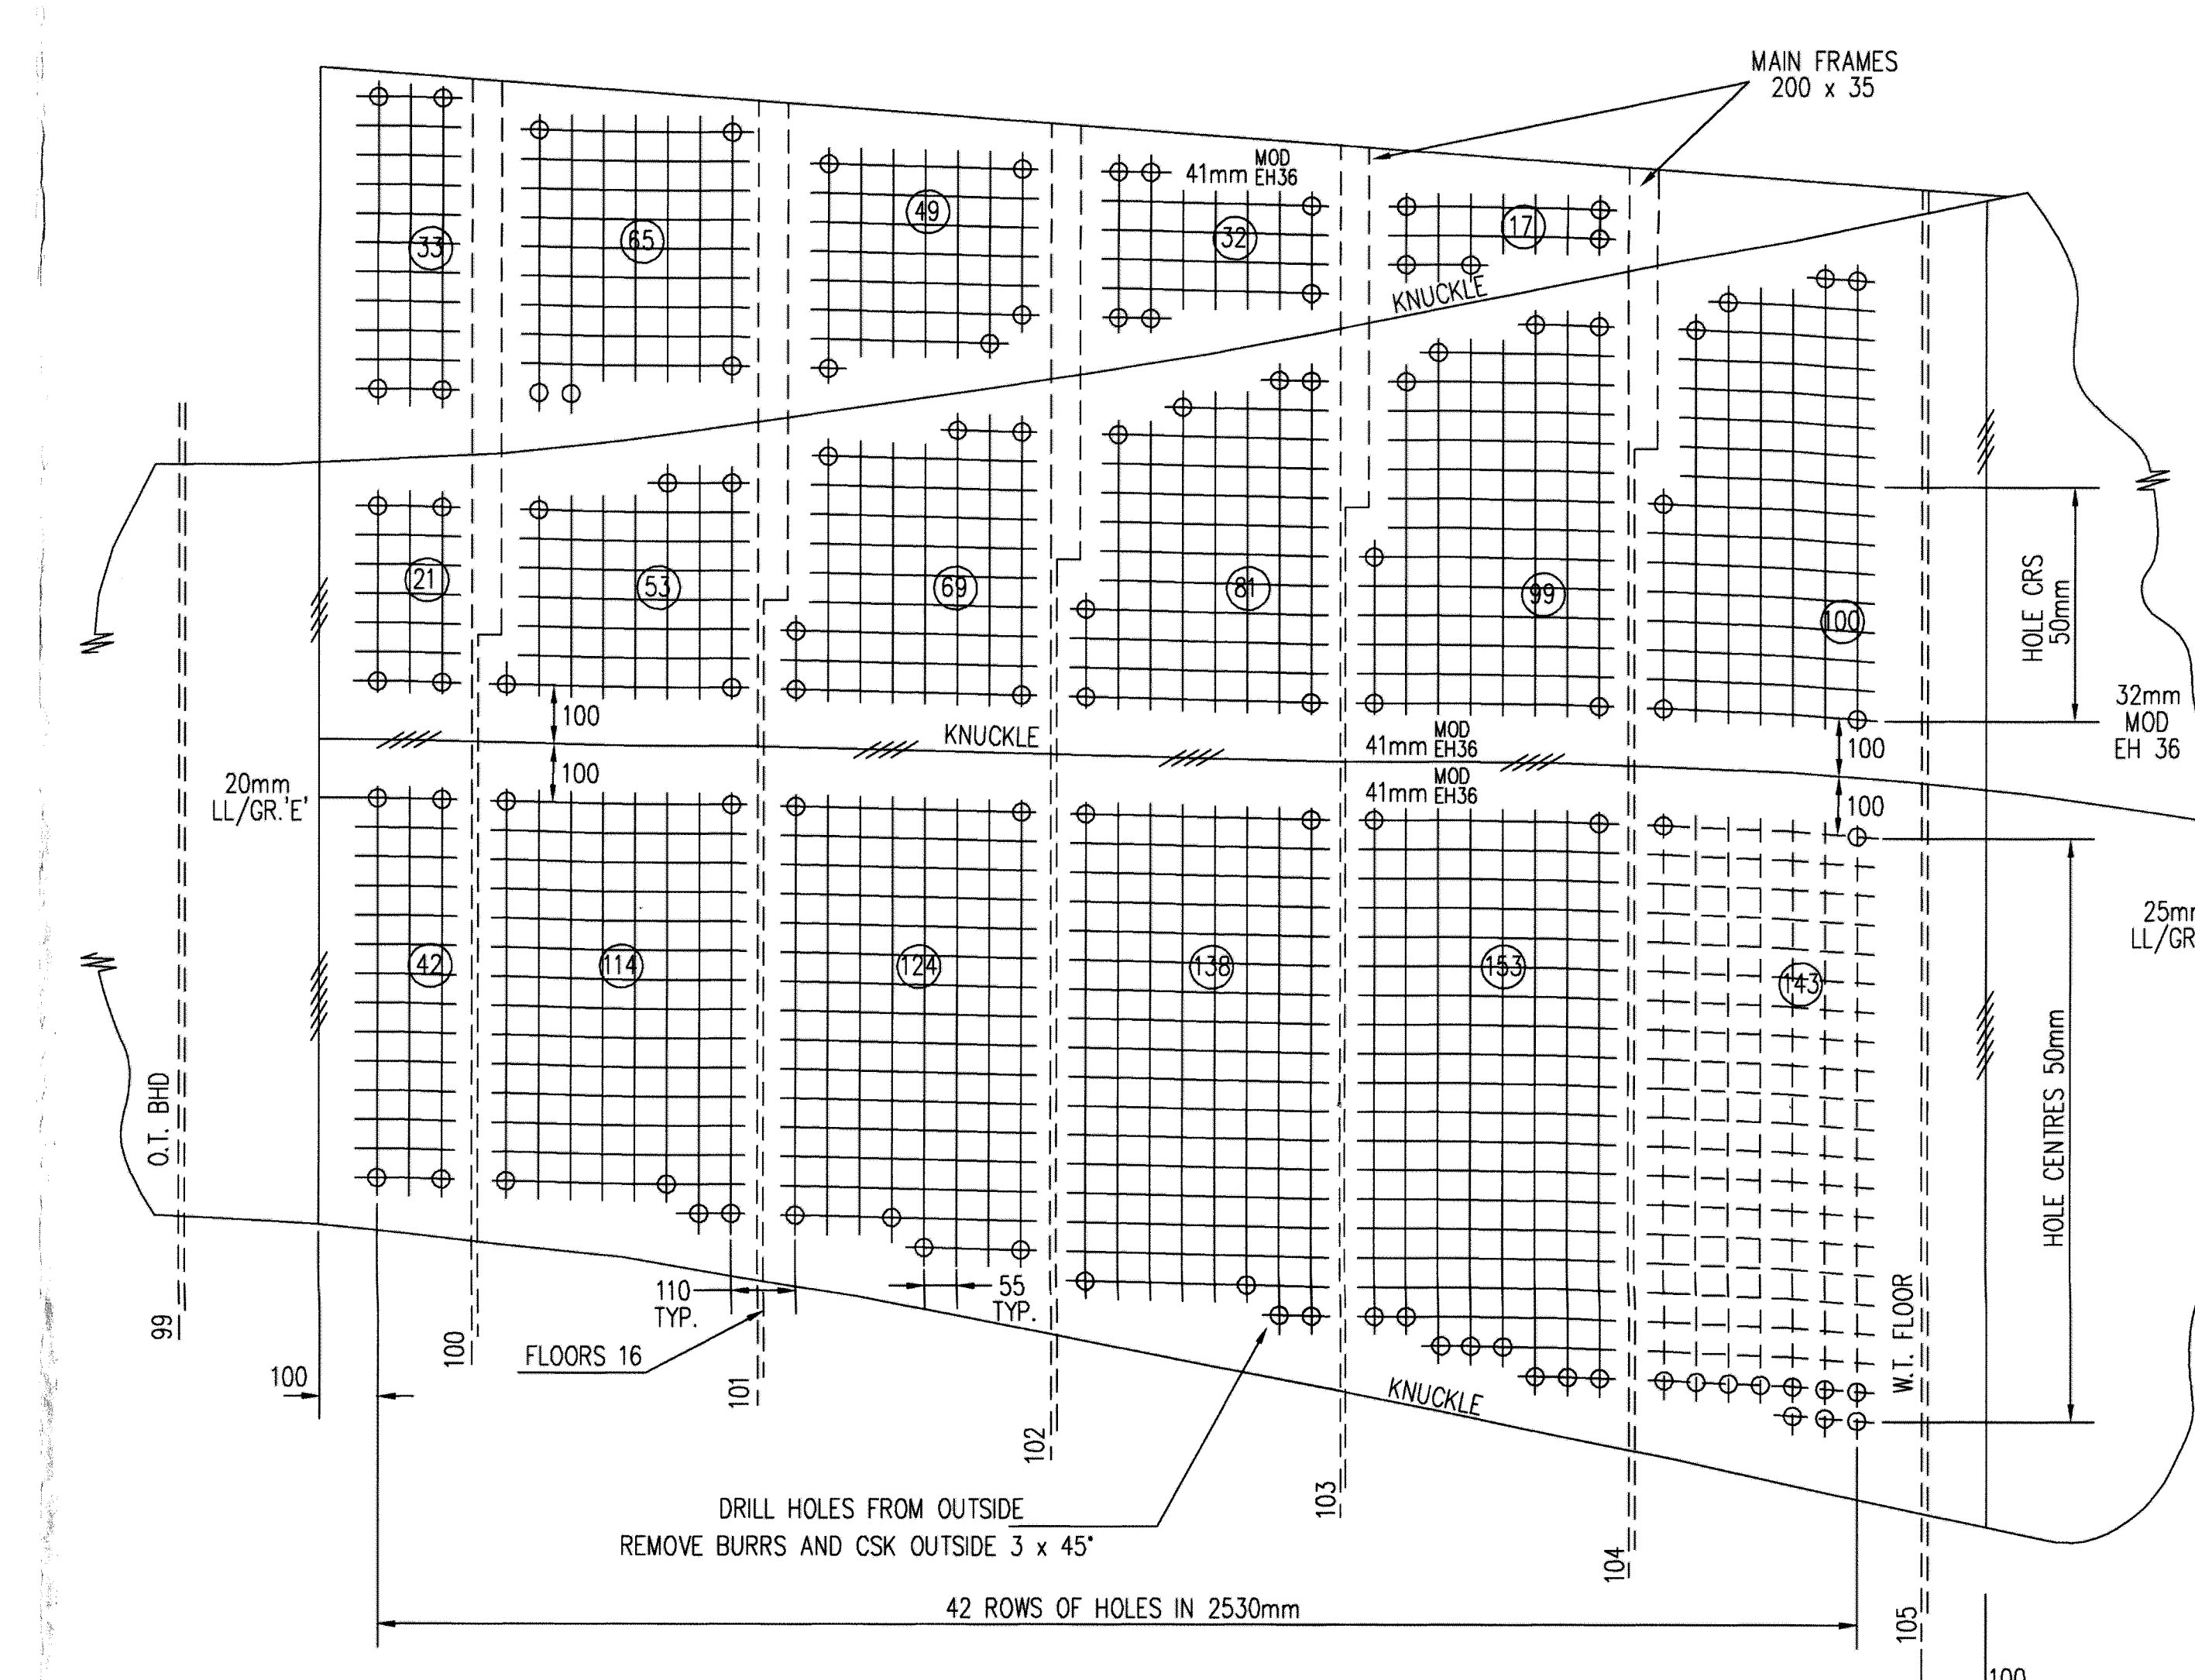 MAIN FRAMES
200 x 35
MOD
41mm EH36
33
65
49
32
17
KNUCKLE
21
53
69
81
99
100
HOLE CRS
50mm
32mm
MOD
EH 36
100
KNUCKLE
MOD
41mm EH36
100
100
MOD
41mm EH36
100
20mm
LL/GR.'E'
42
114
124
138
153
143
25m
LL/GR
HOLE CENTRES 50mm
O.T. BHD
99
100
101
102
103
104
105
W.T. FLOOR
110
TYP.
55
TYP.
FLOORS 16
100
KNUCKLE
DRILL HOLES FROM OUTSIDE
REMOVE BURRS AND CSK OUTSIDE 3 x 45°
42 ROWS OF HOLES IN 2530mm
100